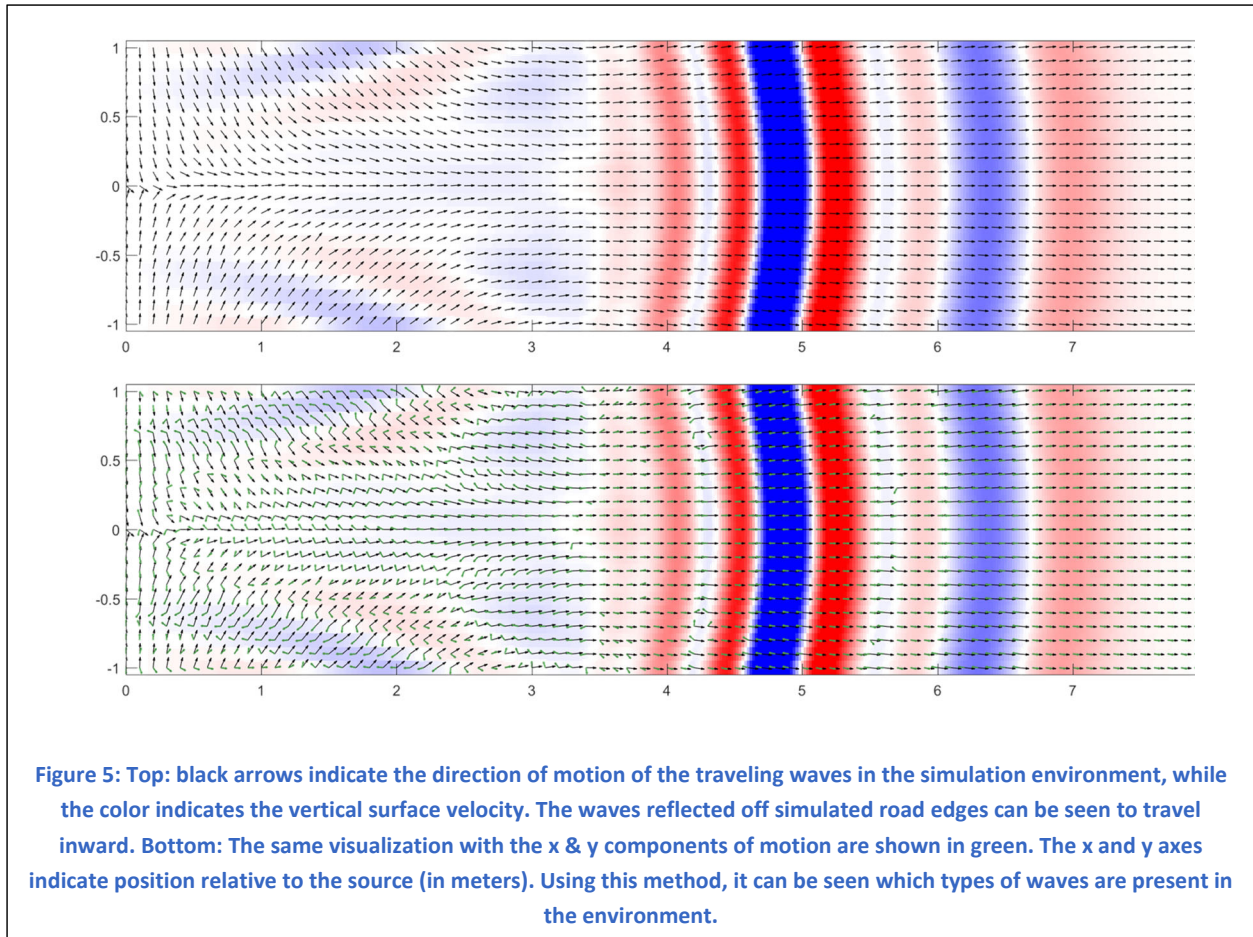 1
0.5
0
-0.5
-1
0 1 2 3 4 5 6 7
1
0.5
0
-0.5
-1
0 1 2 3 4 5 6 7
Figure 5: Top: black arrows indicate the direction of motion of the traveling waves in the simulation environment, while
the color indicates the vertical surface velocity. The waves reflected off simulated road edges can be seen to travel
inward. Bottom: The same visualization with the x & y components of motion are shown in green. The x and y axes
indicate position relative to the source (in meters). Using this method, it can be seen which types of waves are present in
the environment.